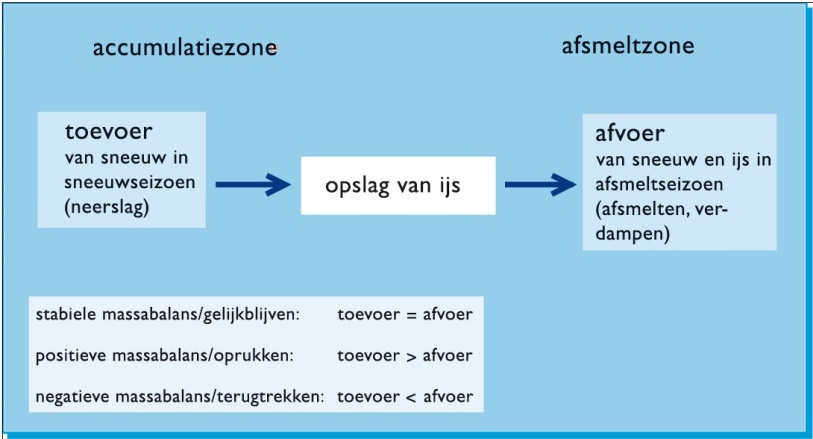 accumulatiezone
afsmeltzone
toevoer
van sneeuw in
sneeuwseizoen
(neerslag)
opslag van ijs
afvoer
van sneeuw en ijs in
afsmeltseizoen
(afsmelten, ver-
dampen)
stabiele massabalans/gelijkblijven: toevoer = afvoer
positieve massabalans/oprukken: toevoer > afvoer
negatieve massabalans/terugtrekken: toevoer < afvoer